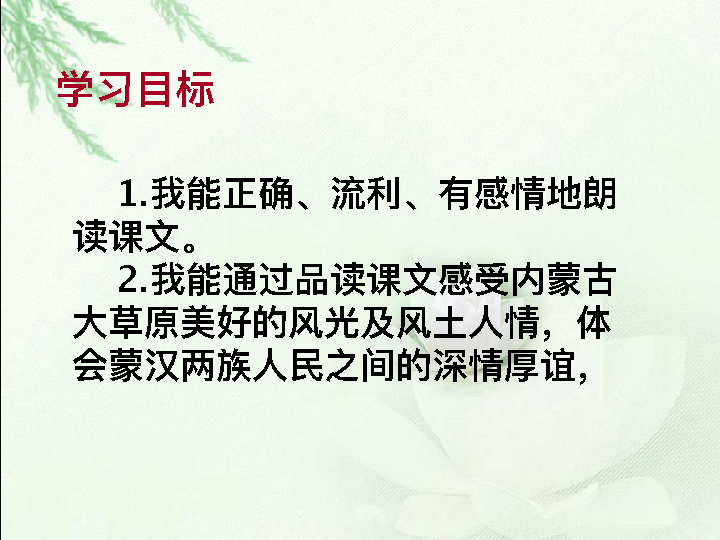 学习目标
1.我能正确、流利、有感情地朗
读课文。
2.我能通过品读课文感受内蒙古
大草原美好的风光及风土人情，体
会蒙汉两族人民之间的深情厚谊，